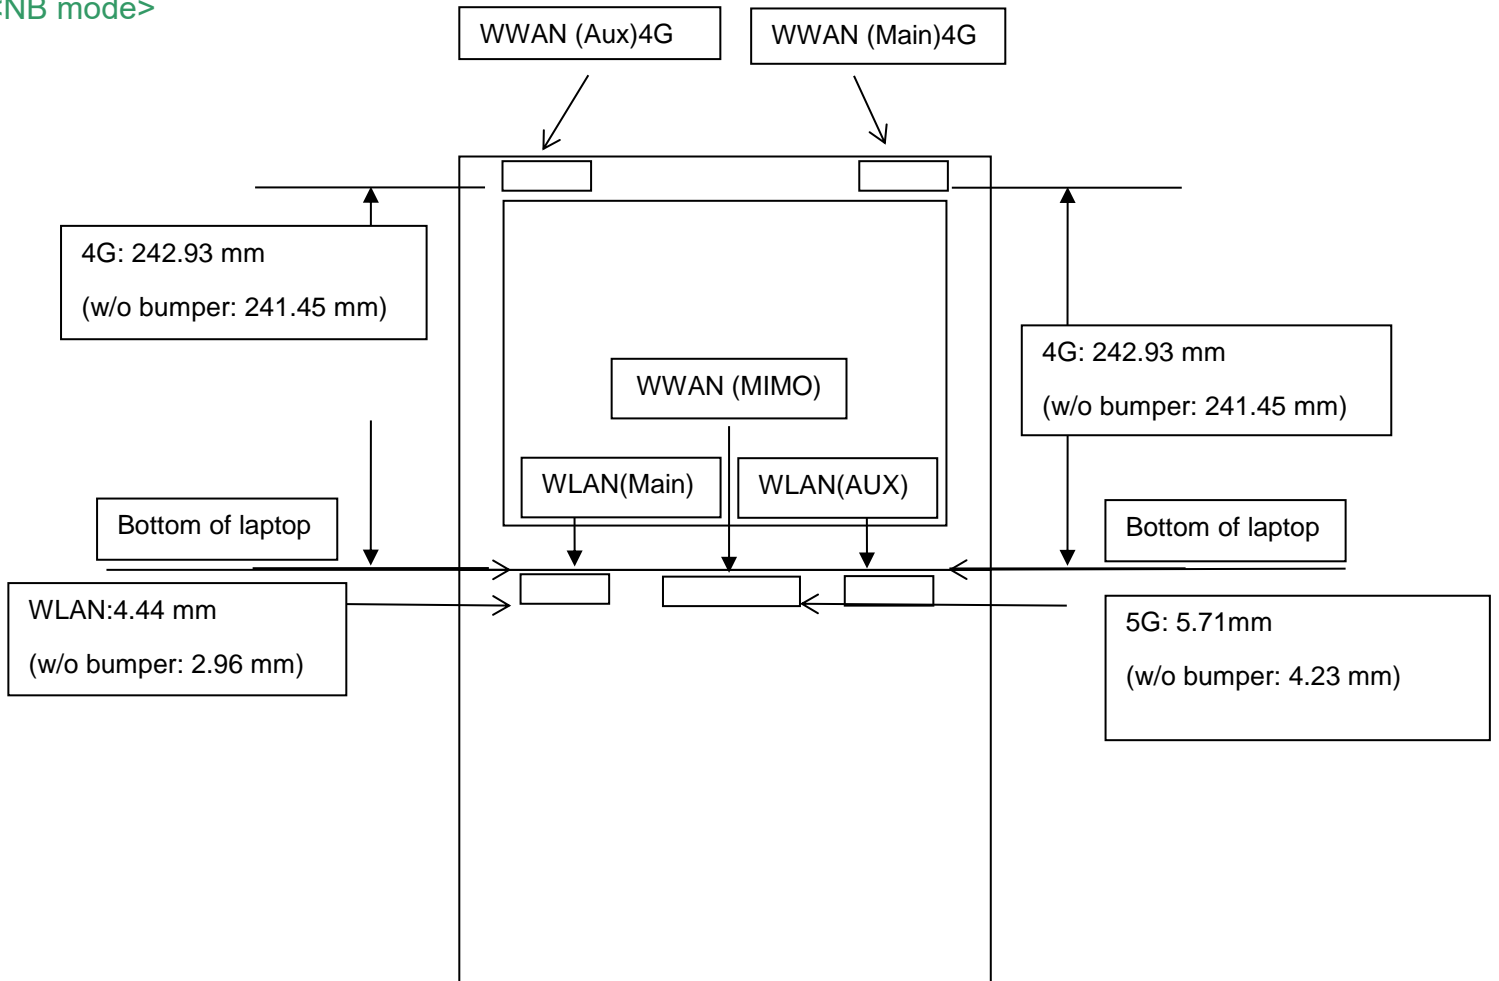 <NB mode>
WWAN (Aux)4G
WWAN (Main)4G
4G: 242.93 mm
(w/o bumper: 241.45 mm)
4G: 242.93 mm
(w/o bumper: 241.45 mm)
WWAN (MIMO)
WLAN(Main)
WLAN(AUX)
Bottom of laptop
Bottom of laptop
WLAN:4.44 mm
(w/o bumper: 2.96 mm)
5G: 5.71mm
(w/o bumper: 4.23 mm)